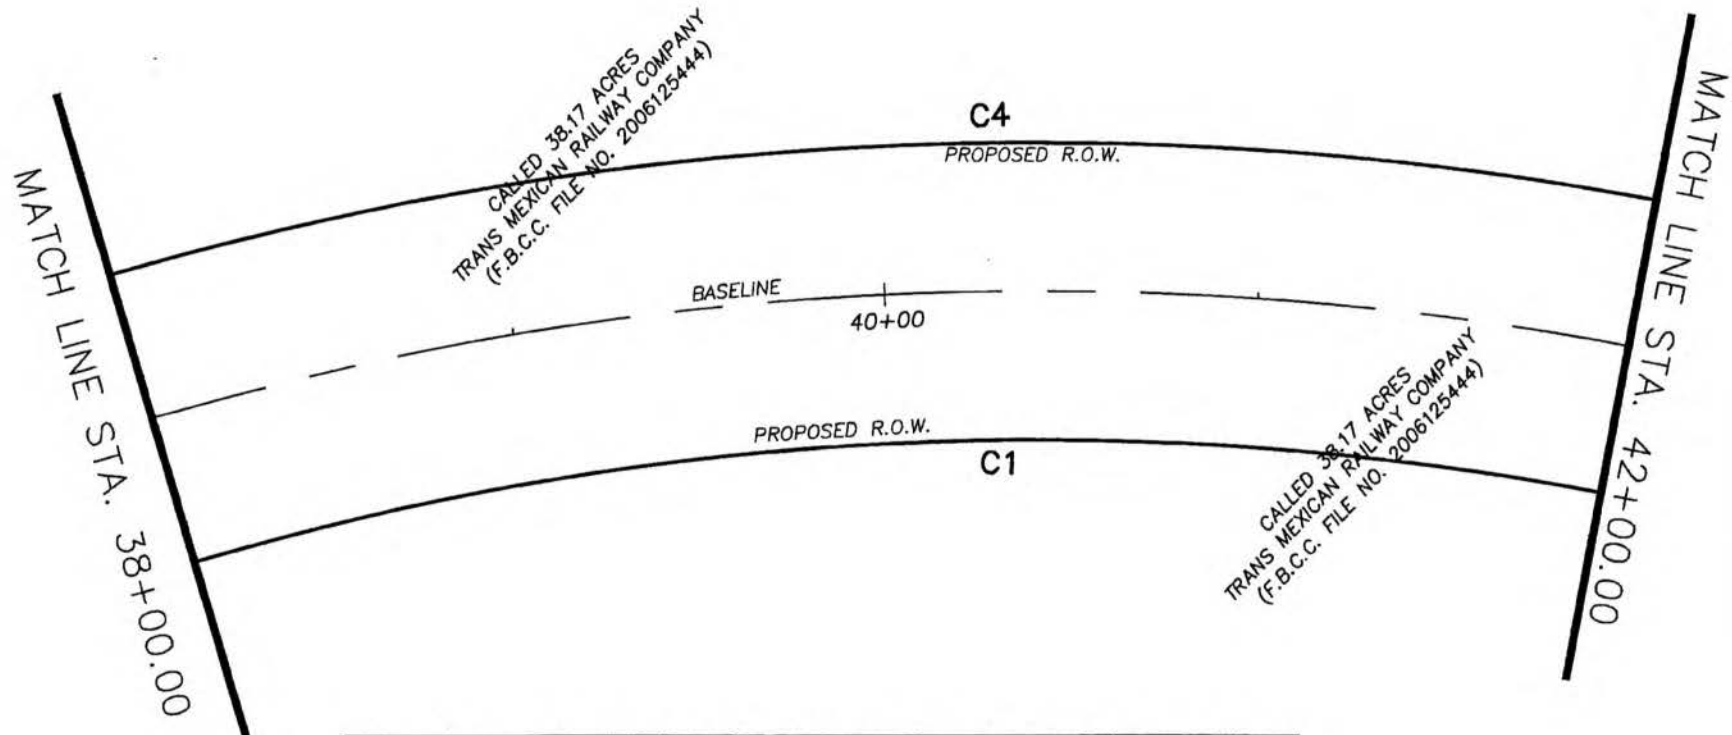 CALLED 38.17 ACRES
TRANS MEXICAN RAILWAY COMPANY
(F.B.C.C. FILE NO. 2006125444)
C4
PROPOSED R.O.W.
MATCH LINE STA. 38+00.00
MATCH LINE STA. 42+00.00
BASELINE
40+00
PROPOSED R.O.W.
C1
CALLED 38.17 ACRES
TRANS MEXICAN RAILWAY COMPANY
(F.B.C.C. FILE NO. 2006125444)